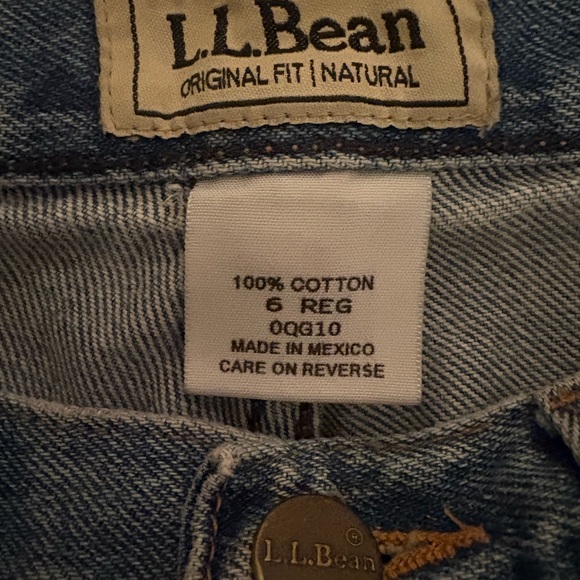 L.L.Bean
ORIGINAL FIT | NATURAL
100% COTTON
6 REG
0QG10
MADE IN MEXICO
CARE ON REVERSE
L.L.Bean ®